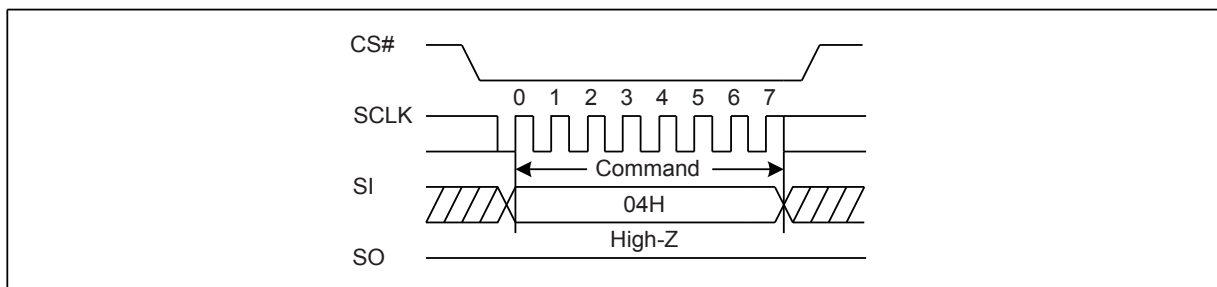 CS#
0 1 2 3 4 5 6 7
SCLK
Command
SI
04H
High-Z
SO